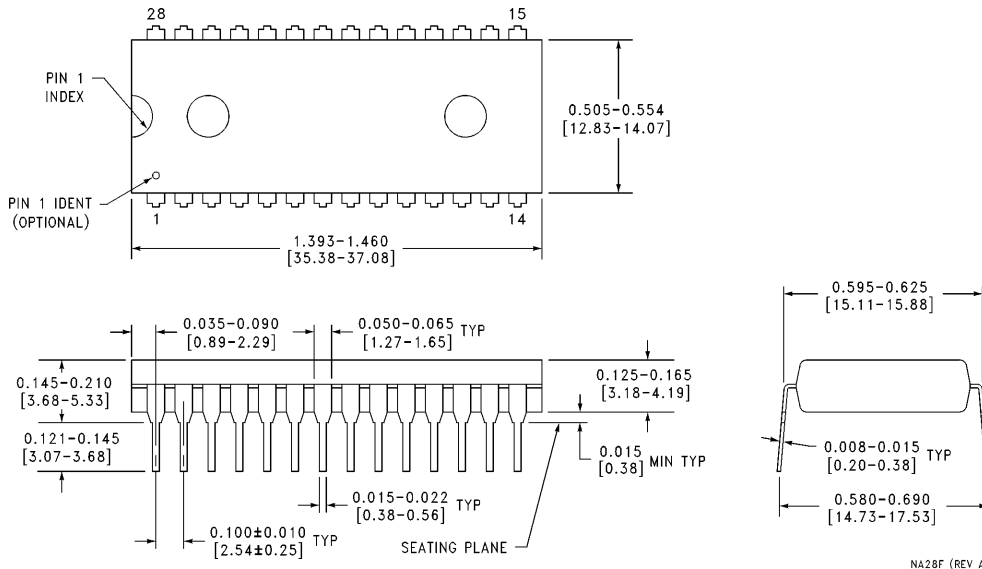 28
15
PIN 1
INDEX
0.505-0.554
[12.83-14.07]
PIN 1 IDENT
(OPTIONAL)
1
14
1.393-1.460
[35.38-37.08]
0.595-0.625
[15.11-15.88]
0.035-0.090
[0.89-2.29]
0.050-0.065 TYP
[1.27-1.65]
0.145-0.210
[3.68-5.33]
0.125-0.165
[3.18-4.19]
0.121-0.145
[3.07-3.68]
0.015
[0.38] MIN TYP
0.008-0.015 TYP
[0.20-0.38]
0.015-0.022 TYP
[0.38-0.56]
0.580-0.690
[14.73-17.53]
0.100±0.010 TYP
[2.54±0.25]
SEATING PLANE
NA28F (REV A